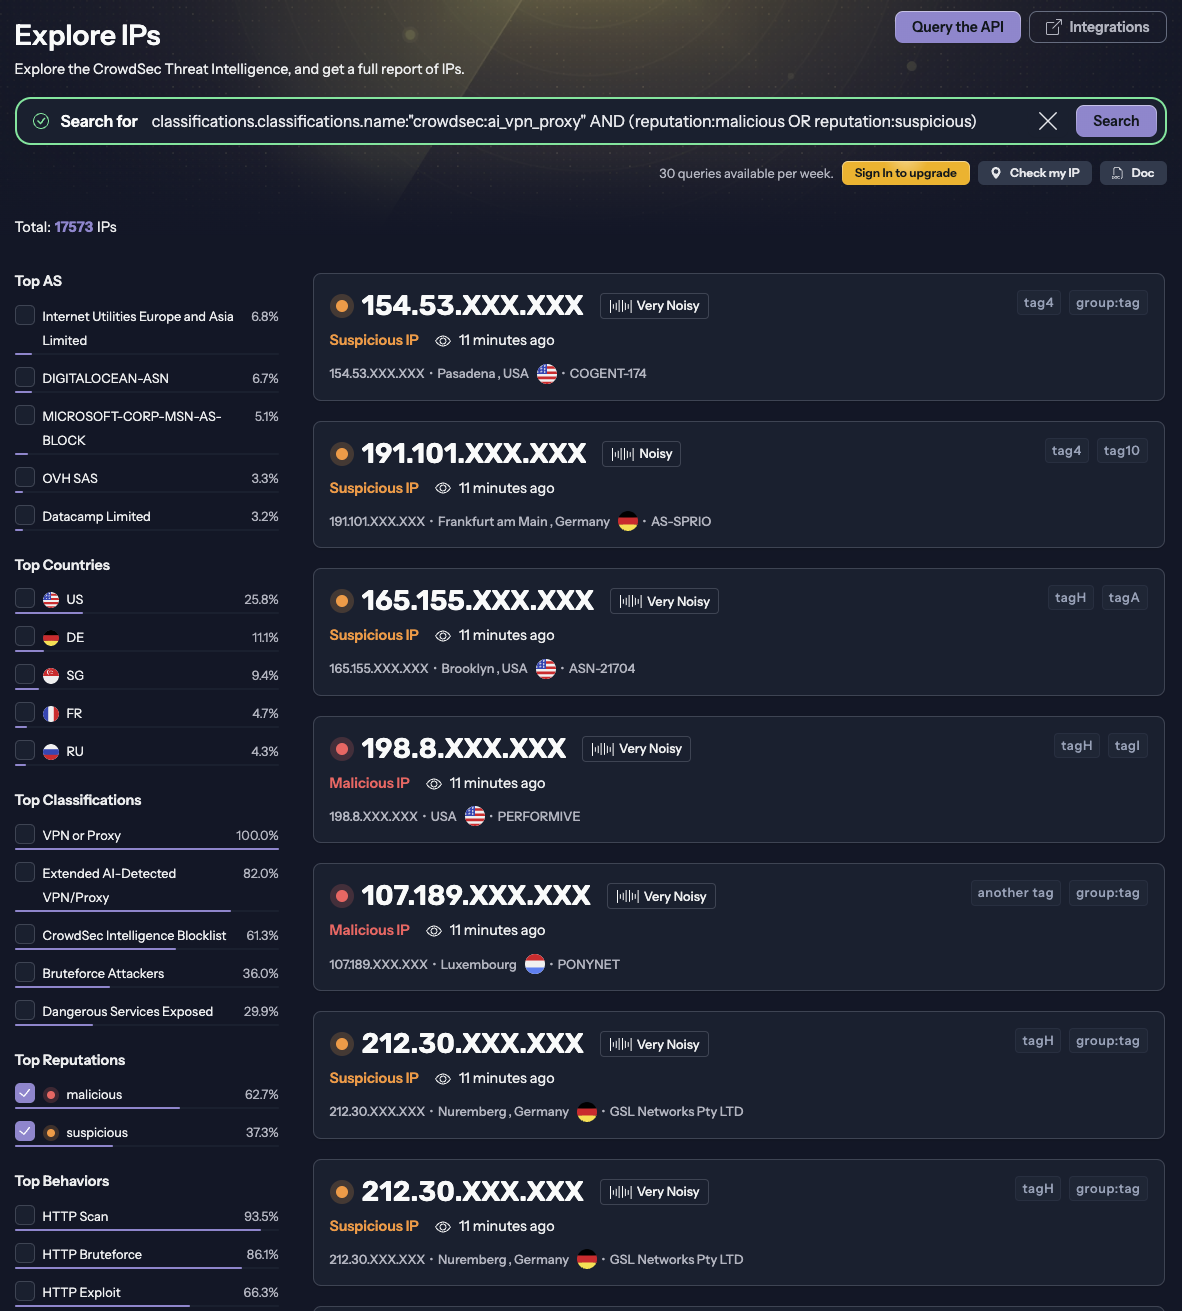 Explore IPs
Query the API
Integrations
Explore the CrowdSec Threat Intelligence, and get a full report of IPs.
Search for classifications.classifications.name:"crowdsec:ai_vpn_proxy" AND (reputation:malicious OR reputation:suspicious)
Search
30 queries available per week.
Sign In to upgrade
Check my IP
Doc
Total: 17573 IPs
Top AS
Internet Utilities Europe and Asia 6.8%
Limited
DIGITALOCEAN-ASN 6.7%
MICROSOFT-CORP-MSN-AS- 5.1%
BLOCK
OVH SAS 3.3%
Datacamp Limited 3.2%
Top Countries
US 25.8%
DE 11.1%
SG 9.4%
FR 4.7%
RU 4.3%
Top Classifications
VPN or Proxy 100.0%
Extended AI-Detected 82.0%
VPN/Proxy
CrowdSec Intelligence Blocklist 61.3%
Bruteforce Attackers 36.0%
Dangerous Services Exposed 29.9%
Top Reputations
malicious 62.7%
suspicious 37.3%
Top Behaviors
HTTP Scan 93.5%
HTTP Bruteforce 86.1%
HTTP Exploit 66.3%
154.53.XXX.XXX Very Noisy tag4 group:tag
Suspicious IP 11 minutes ago
154.53.XXX.XXX · Pasadena , USA · COGENT-174
191.101.XXX.XXX Noisy tag4 tag10
Suspicious IP 11 minutes ago
191.101.XXX.XXX · Frankfurt am Main , Germany · AS-SPRIO
165.155.XXX.XXX Very Noisy tagH tagA
Suspicious IP 11 minutes ago
165.155.XXX.XXX · Brooklyn , USA · ASN-21704
198.8.XXX.XXX Very Noisy tagH tagI
Malicious IP 11 minutes ago
198.8.XXX.XXX · USA · PERFORMIVE
107.189.XXX.XXX Very Noisy another tag group:tag
Malicious IP 11 minutes ago
107.189.XXX.XXX · Luxembourg · PONYNET
212.30.XXX.XXX Very Noisy tagH group:tag
Suspicious IP 11 minutes ago
212.30.XXX.XXX · Nuremberg , Germany · GSL Networks Pty LTD
212.30.XXX.XXX Very Noisy tagH group:tag
Suspicious IP 11 minutes ago
212.30.XXX.XXX · Nuremberg , Germany · GSL Networks Pty LTD